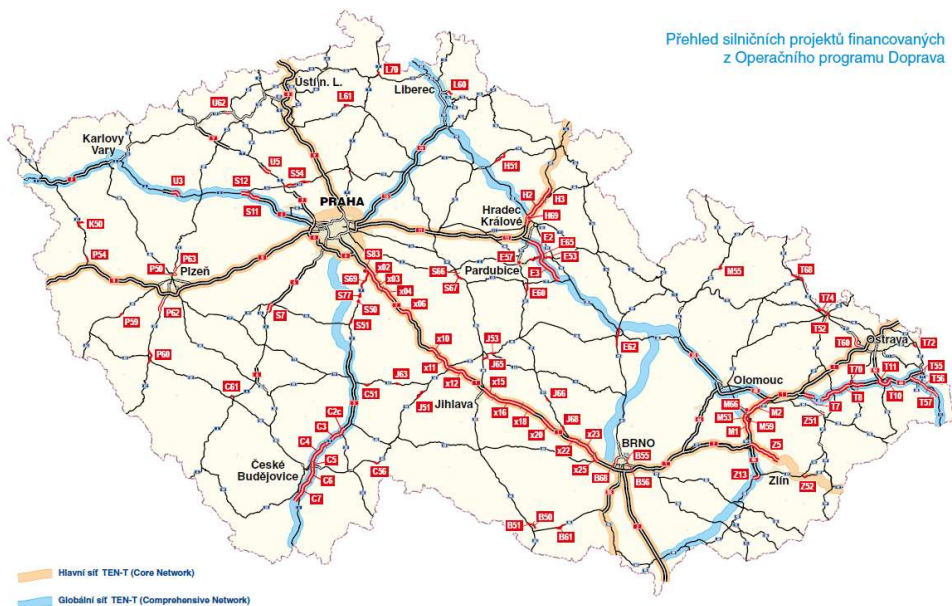 Přehled silničních projektů financovaných
z Operačního programu Doprava
L70
Ústí n. L.
Liberec
L60
U62
L61
Karlovy
Vary
U5
S54
H51
U3
S12
S11
PRAHA
H2
H3
Hradec
Králové
H69
K50
E2
E65
P54
P50
P63
Plzeň
S83
E57
E53
Pardubice
E3
S69
x02
x03
S66
S67
M55
T68
S77
x04
x06
E60
P59
P62
S7
S50
S51
T74
T52
T60
Ostrava
T72
x10
J53
E62
P60
x11
x12
J63
J65
x15
T70
T11
T55
T56
C61
C51
J51
Jihlava
J66
Olomouc
M66
M53
M2
T7
T8
T10
T57
C2c
C3
x16
x18
J68
M1
M59
Z51
C4
x20
x23
BRNO
Z5
České
Budějovice
C5
C6
C56
x22
x25
B55
B68
B56
Z13
Zlín
Z52
C7
B51
B50
B61
Hlavní síť TEN-T (Core Network)
Globální síť TEN-T (Comprehensive Network)